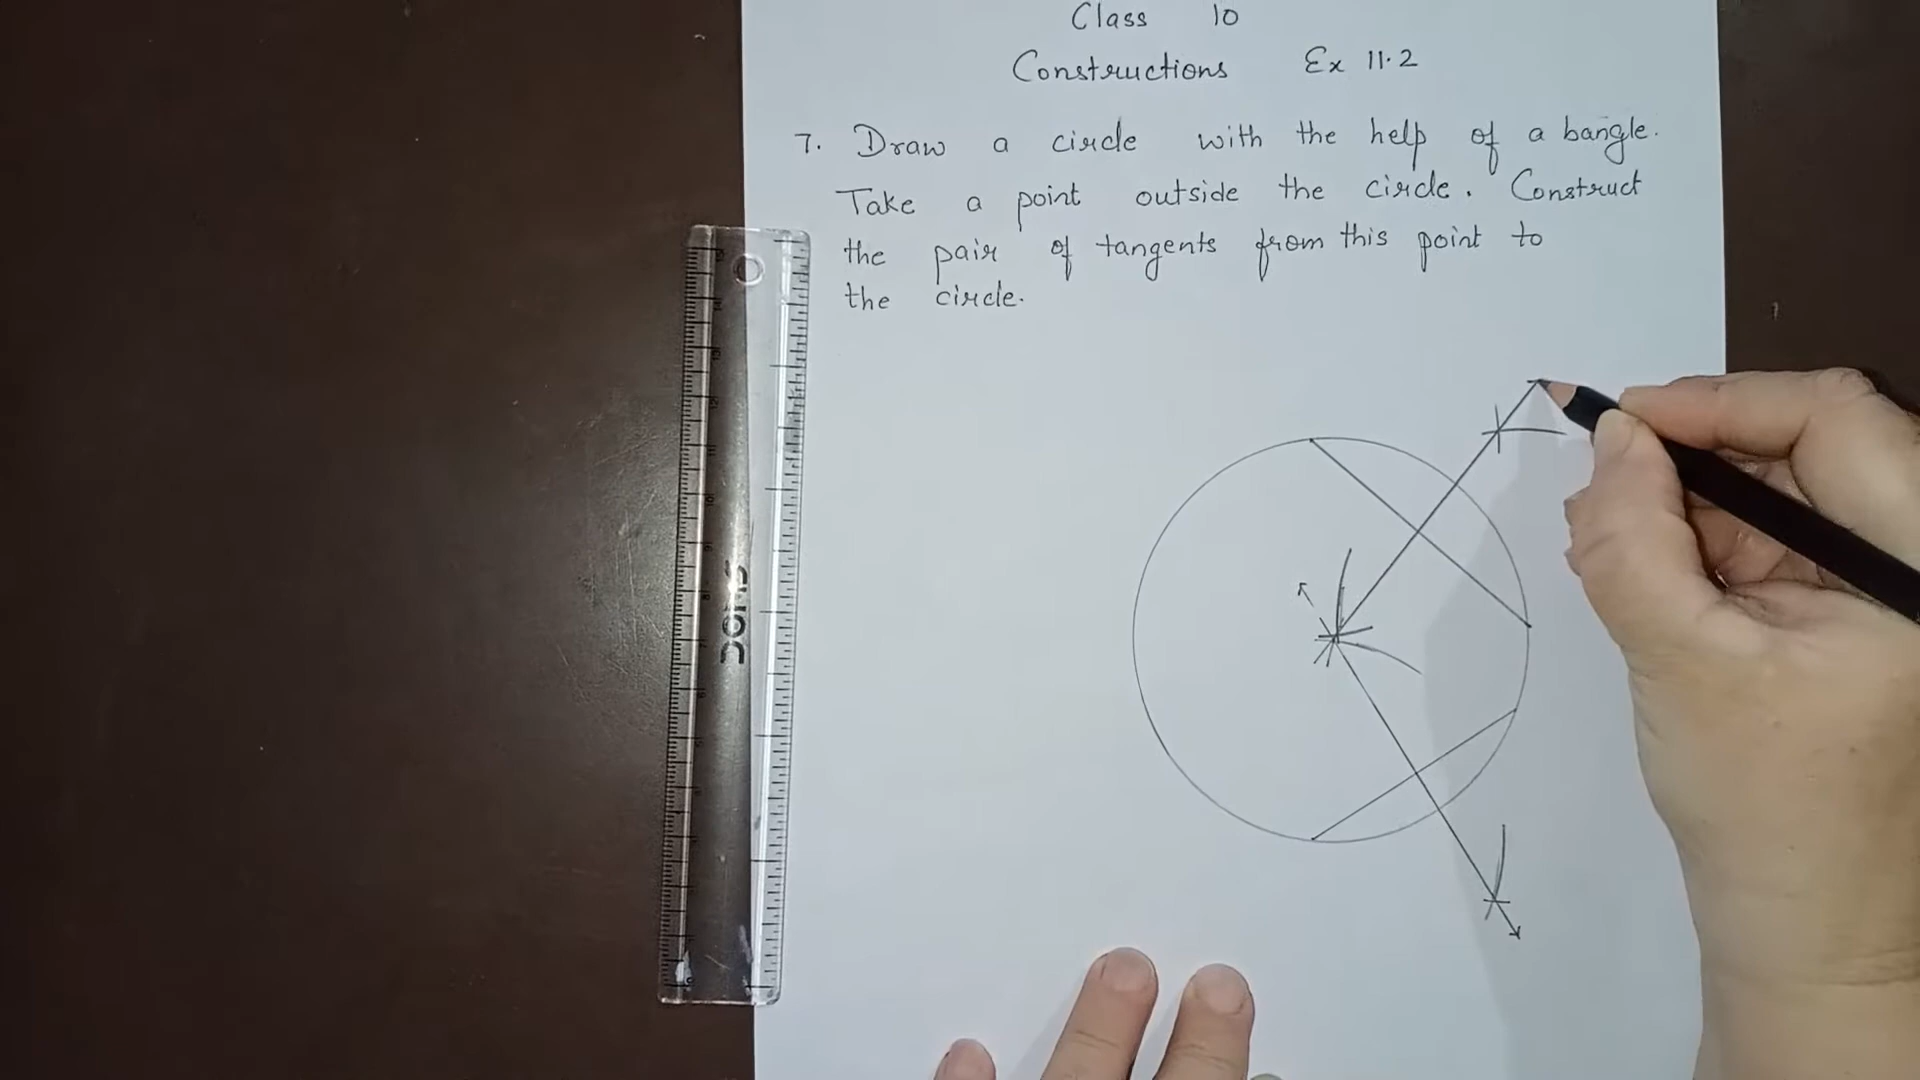 Class 10
Constructions Ex 11.2
7. Draw a circle with the help of a bangle.
Take a point outside the circle. Construct
the pair of tangents from this point to
the circle.
DOMS